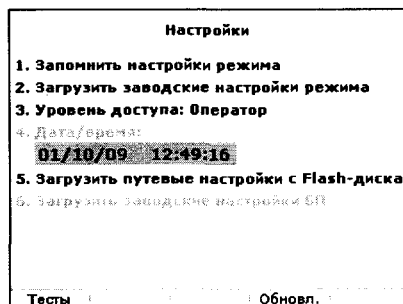 Настройки
1. Запомнить настройки режима
2. Загрузить заводские настройки режима
3. Уровень доступа: Оператор
4. Дата/время:
01/10/09 12:49:16
5. Загрузить путевые настройки с Flash-диска
6. Загрузить заводские настройки БП
Тесты Обновл.